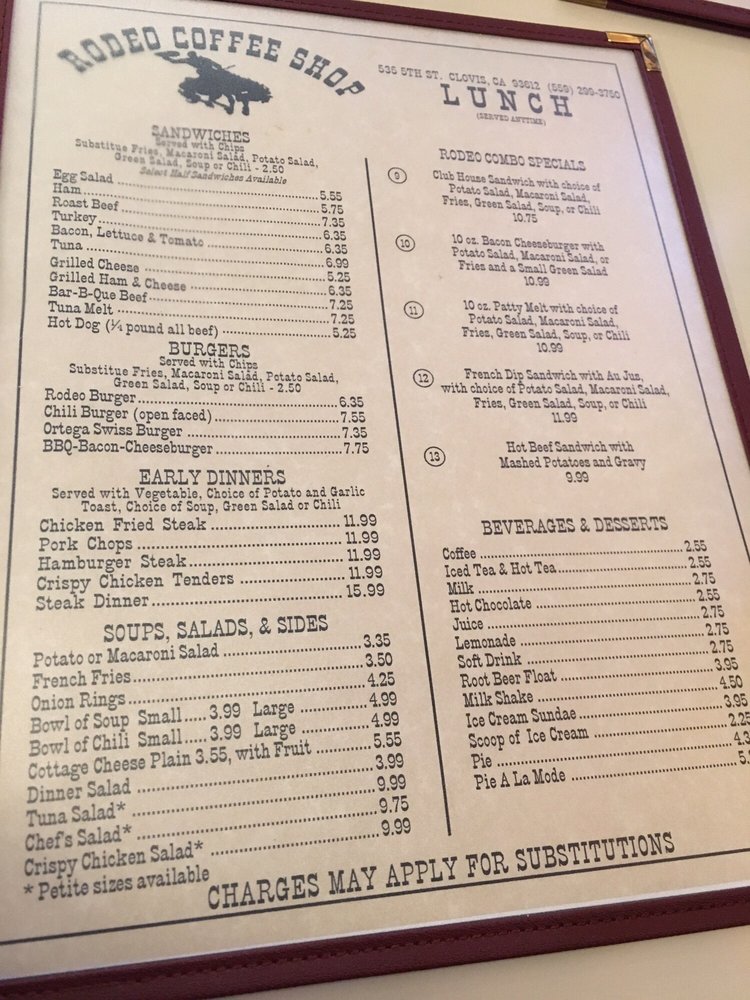 RODEO COFFEE SHOP
535 5TH ST. CLOVIS, CA 93612 (559) 299-3750
LUNCH
(SERVED ANYTIME)
SANDWICHES
Served with Chips
Substitue Fries, Macaroni Salad, Potato Salad,
Green Salad, Soup or Chili - 2.50
Select Half Sandwiches Available
Egg Salad 5.55
Ham 5.75
Roast Beef 7.35
Turkey 6.35
Bacon, Lettuce & Tomato 6.35
Tuna 6.99
Grilled Cheese 5.25
Grilled Ham & Cheese 6.35
Bar-B-Que Beef 7.25
Tuna Melt 7.25
Hot Dog (¼ pound all beef) 5.25
BURGERS
Served with Chips
Substitue Fries, Macaroni Salad, Potato Salad,
Green Salad, Soup or Chili - 2.50
Rodeo Burger 6.35
Chili Burger (open faced) 7.55
Ortega Swiss Burger 7.35
BBQ-Bacon-Cheeseburger 7.75
EARLY DINNERS
Served with Vegetable, Choice of Potato and Garlic
Toast, Choice of Soup, Green Salad or Chili
Chicken Fried Steak 11.99
Pork Chops 11.99
Hamburger Steak 11.99
Crispy Chicken Tenders 11.99
Steak Dinner 15.99
SOUPS, SALADS, & SIDES
Potato or Macaroni Salad 3.35
French Fries 3.50
Onion Rings 4.25
Bowl of Soup Small ..... 3.99 Large 4.99
Bowl of Chili Small ..... 3.99 Large 4.99
Cottage Cheese Plain 3.55, with Fruit 5.55
Dinner Salad 3.99
Tuna Salad* 9.99
Chef's Salad* 9.75
Crispy Chicken Salad* 9.99
* Petite sizes available
RODEO COMBO SPECIALS
9 Club House Sandwich with choice of
Potato Salad, Macaroni Salad,
Fries, Green Salad, Soup, or Chili
10.75
10 10 oz. Bacon Cheeseburger with
Potato Salad, Macaroni Salad, or
Fries and a Small Green Salad
10.99
11 10 oz. Patty Melt with choice of
Potato Salad, Macaroni Salad,
Fries, Green Salad, Soup, or Chili
10.99
12 French Dip Sandwich with Au Jus,
with choice of Potato Salad, Macaroni Salad,
Fries, Green Salad, Soup, or Chili
11.99
13 Hot Beef Sandwich with
Mashed Potatoes and Gravy
9.99
BEVERAGES & DESSERTS
Coffee 2.55
Iced Tea & Hot Tea 2.55
Milk 2.75
Hot Chocolate 2.55
Juice 2.75
Lemonade 2.75
Soft Drink 2.75
Root Beer Float 3.95
Milk Shake 4.50
Ice Cream Sundae 3.95
Scoop of Ice Cream 2.25
Pie
Pie A La Mode
CHARGES MAY APPLY FOR SUBSTITUTIONS